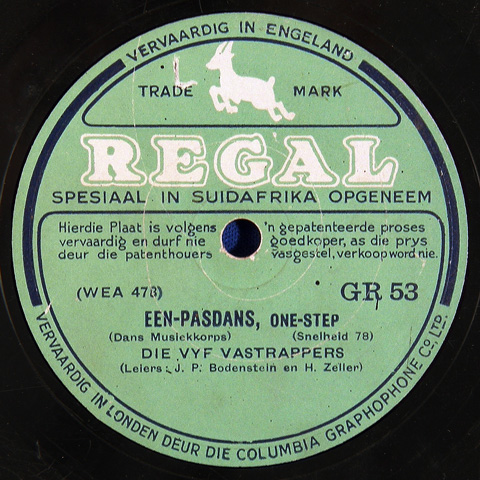 VERVAARDIG IN ENGELAND
TRADE MARK
REGAL
SPESIAAL IN SUIDAFRIKA OPGENEEM
Hierdie Plaat is volgens 'n gepatenteerde proses
vervaardig en durf nie goedkoper, as die prys
deur die patenthouers vasgestel, verkoop word nie.
(WEA 473) GR 53
EEN-PASDANS, ONE-STEP
(Dans Musiekkorps) (Snelheid 78)
DIE VYF VASTRAPPERS
(Leiers: J. P. Bodenstein en H. Zeller)
VERVAARDIG IN LONDEN DEUR DIE COLUMBIA GRAPHOPHONE CO. LTD.